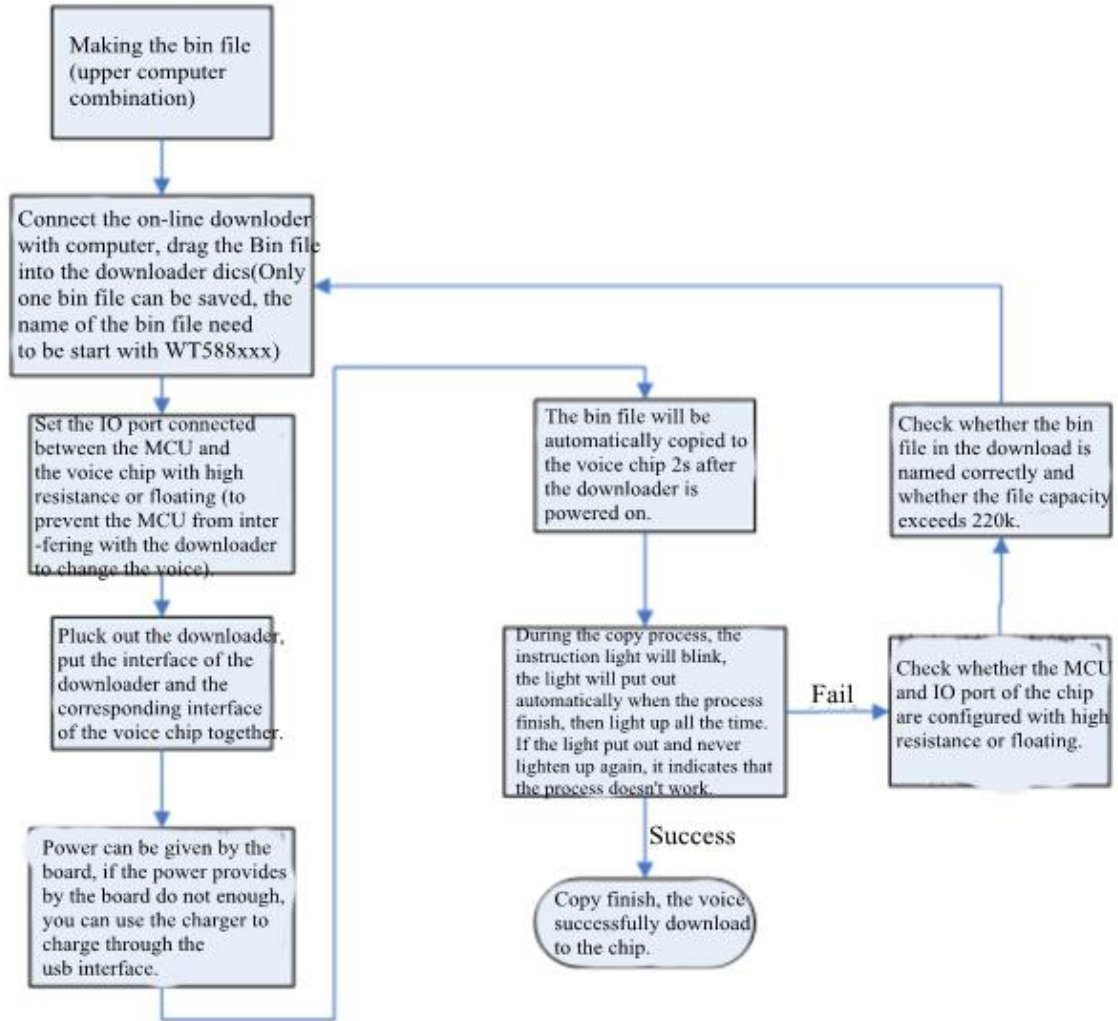 Making the bin file
(upper computer
combination)
Connect the on-line downloder
with computer, drag the Bin file
into the downloader dics(Only
one bin file can be saved, the
name of the bin file need
to be start with WT588xxx)
Set the IO port connected
between the MCU and
the voice chip with high
resistance or floating (to
prevent the MCU from inter
-fering with the downloader
to change the voice).
Pluck out the downloader,
put the interface of the
downloader and the
corresponding interface
of the voice chip together.
Power can be given by the
board, if the power provides
by the board do not enough,
you can use the charger to
charge through the
usb interface.
The bin file will be
automatically copied to
the voice chip 2s after
the downloader is
powered on.
During the copy process, the
instruction light will blink,
the light will put out
automatically when the process
finish, then light up all the time.
If the light put out and never
lighten up again, it indicates that
the process doesn't work.
Fail
Check whether the MCU
and IO port of the chip
are configured with high
resistance or floating.
Check whether the bin
file in the download is
named correctly and
whether the file capacity
exceeds 220k.
Success
Copy finish, the voice
successfully download
to the chip.